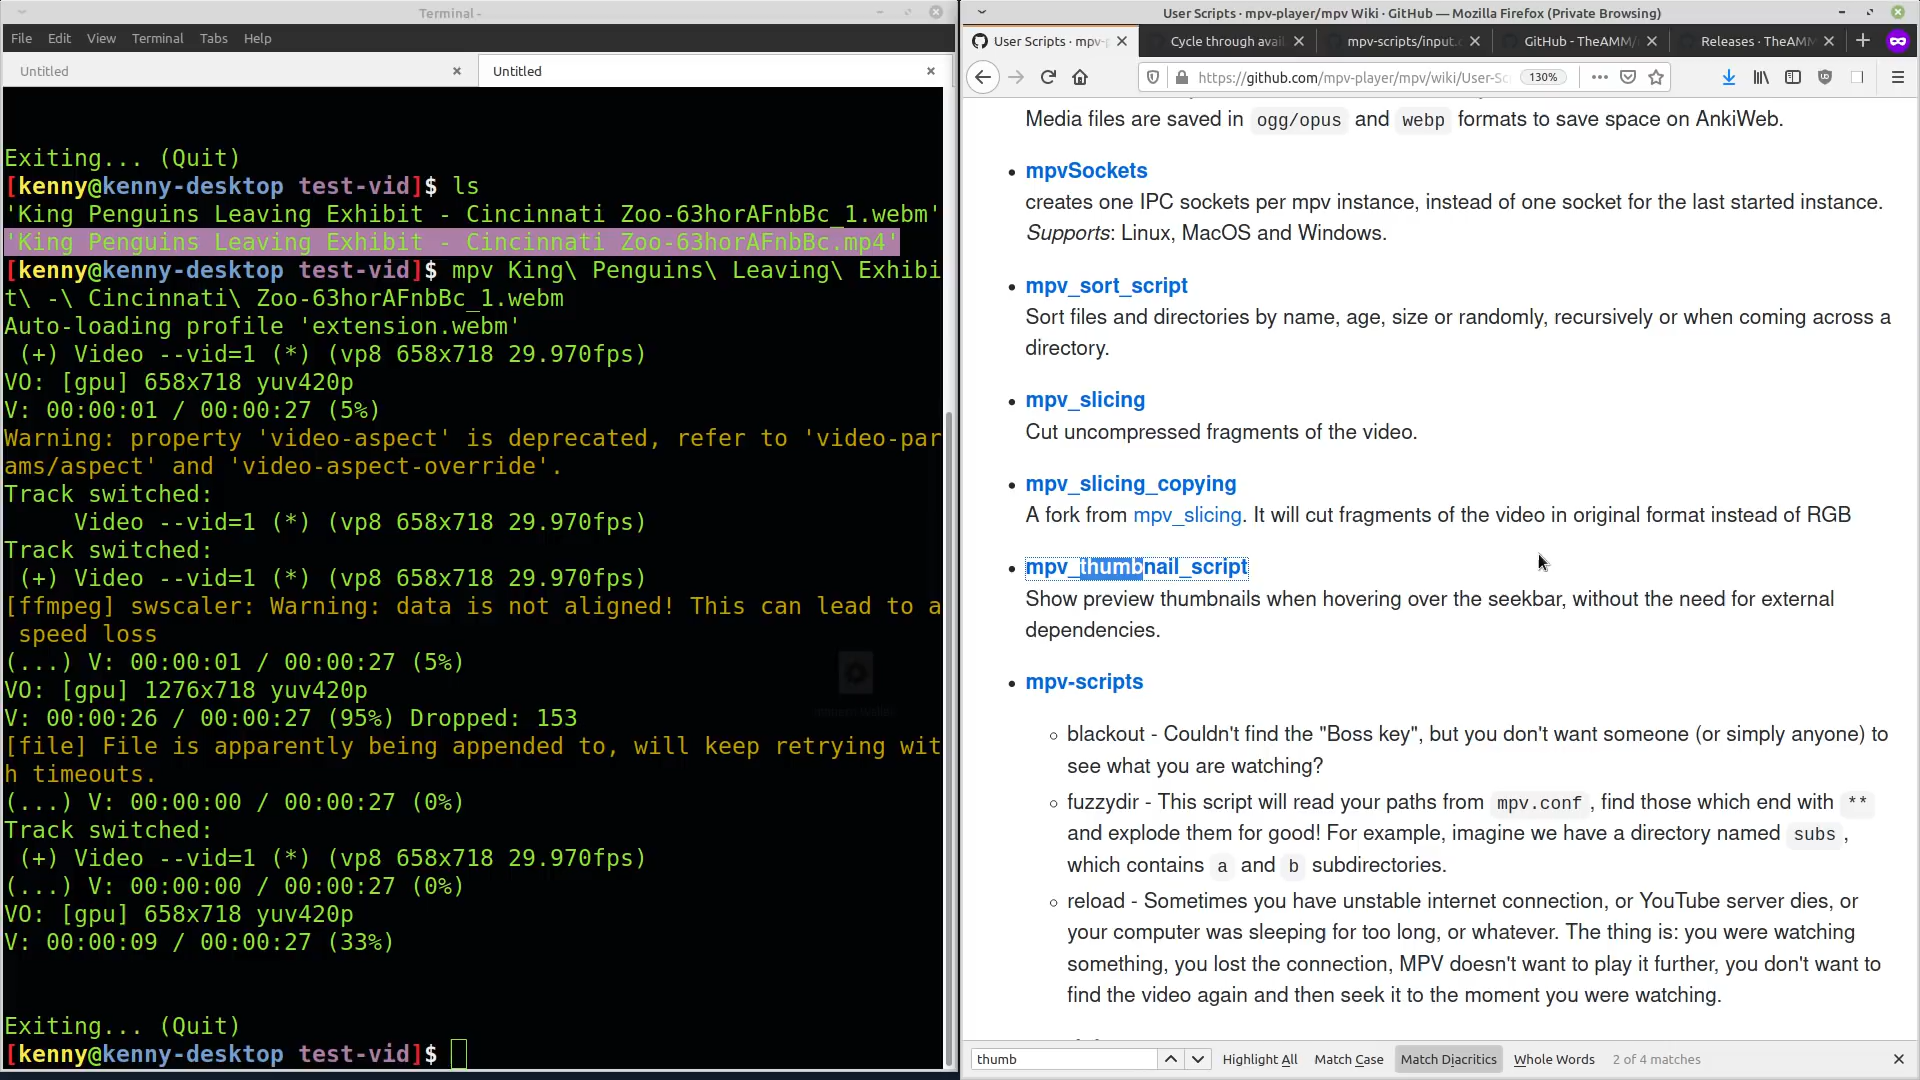 Terminal -
File Edit View Terminal Tabs Help
Untitled
Untitled
Exiting... (Quit)
[kenny@kenny-desktop test-vid]$ ls
'King Penguins Leaving Exhibit - Cincinnati Zoo-63horAFnbBc_1.webm'
'King Penguins Leaving Exhibit - Cincinnati Zoo-63horAFnbBc.mp4'
[kenny@kenny-desktop test-vid]$ mpv King\ Penguins\ Leaving\ Exhibi
t\ -\ Cincinnati\ Zoo-63horAFnbBc_1.webm
Auto-loading profile 'extension.webm'
(+) Video --vid=1 (*) (vp8 658x718 29.970fps)
VO: [gpu] 658x718 yuv420p
V: 00:00:01 / 00:00:27 (5%)
Warning: property 'video-aspect' is deprecated, refer to 'video-par
ams/aspect' and 'video-aspect-override'.
Track switched:
Video --vid=1 (*) (vp8 658x718 29.970fps)
Track switched:
(+) Video --vid=1 (*) (vp8 658x718 29.970fps)
[ffmpeg] swscaler: Warning: data is not aligned! This can lead to a
speed loss
(...) V: 00:00:01 / 00:00:27 (5%)
VO: [gpu] 1276x718 yuv420p
V: 00:00:26 / 00:00:27 (95%) Dropped: 153
[file] File is apparently being appended to, will keep retrying wit
h timeouts.
(...) V: 00:00:00 / 00:00:27 (0%)
Track switched:
(+) Video --vid=1 (*) (vp8 658x718 29.970fps)
(...) V: 00:00:00 / 00:00:27 (0%)
VO: [gpu] 658x718 yuv420p
V: 00:00:09 / 00:00:27 (33%)
Exiting... (Quit)
[kenny@kenny-desktop test-vid]$
User Scripts · mpv-player/mpv Wiki · GitHub — Mozilla Firefox (Private Browsing)
User Scripts · mpv-p
Cycle through avai
mpv-scripts/input.c
GitHub - TheAMM/
Releases · TheAMM
https://github.com/mpv-player/mpv/wiki/User-Sc
130%
Media files are saved in ogg/opus and webp formats to save space on AnkiWeb.
• mpvSockets
creates one IPC sockets per mpv instance, instead of one socket for the last started instance.
Supports: Linux, MacOS and Windows.
• mpv_sort_script
Sort files and directories by name, age, size or randomly, recursively or when coming across a
directory.
• mpv_slicing
Cut uncompressed fragments of the video.
• mpv_slicing_copying
A fork from mpv_slicing. It will cut fragments of the video in original format instead of RGB
• mpv_thumbnail_script
Show preview thumbnails when hovering over the seekbar, without the need for external
dependencies.
• mpv-scripts
◦ blackout - Couldn't find the "Boss key", but you don't want someone (or simply anyone) to
see what you are watching?
◦ fuzzydir - This script will read your paths from mpv.conf, find those which end with **
and explode them for good! For example, imagine we have a directory named subs,
which contains a and b subdirectories.
◦ reload - Sometimes you have unstable internet connection, or YouTube server dies, or
your computer was sleeping for too long, or whatever. The thing is: you were watching
something, you lost the connection, MPV doesn't want to play it further, you don't want to
find the video again and then seek it to the moment you were watching.
thumb
Highlight All Match Case Match Diacritics Whole Words 2 of 4 matches